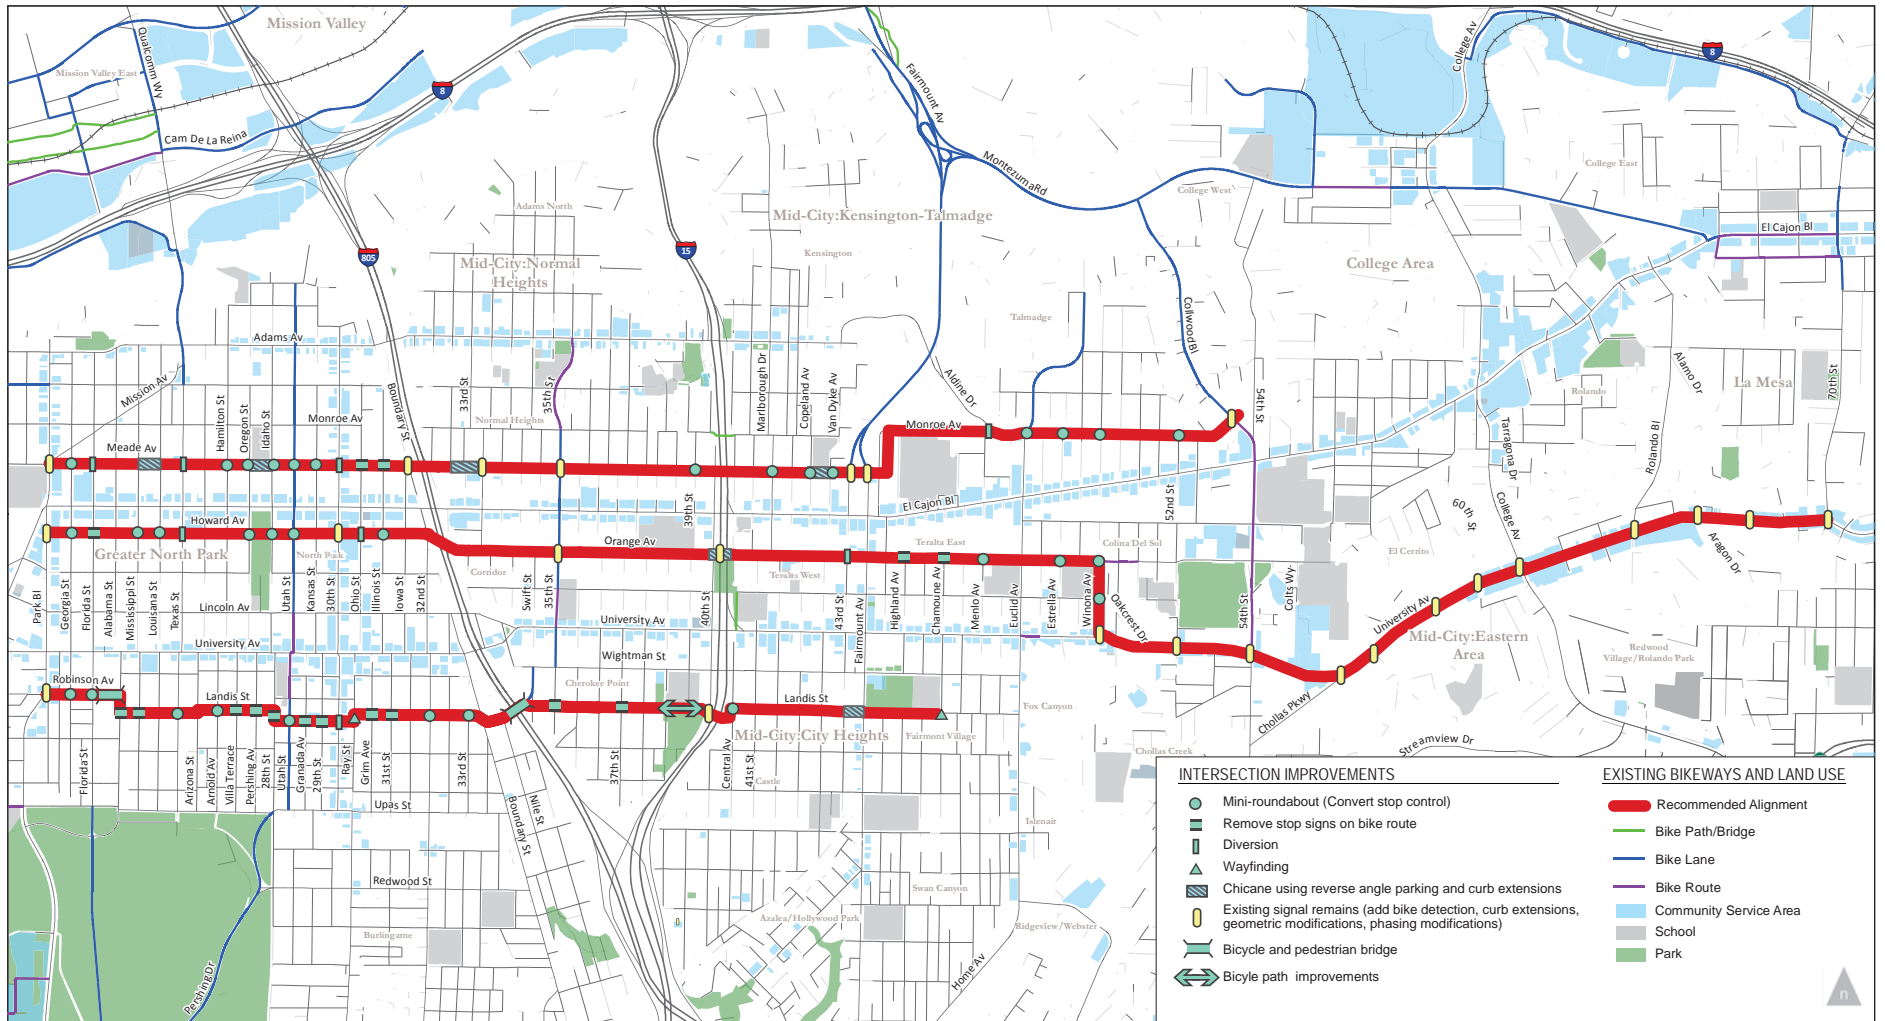 Mission Valley
Mission Valley East
Qualcomm Wy
Cam De La Reina
8
Fairmount Av
College Av
8
Montezuma Rd
College West
College East
Adams North
Mid-City:Kensington-Talmadge
Kensington
805
15
Mid-City:Normal
Heights
College Area
El Cajon Bl
Talmadge
Collwood Bl
Adams Av
Mission Av
Boundary St
33rd St
35th St
Marlborough Dr
Copeland Av
Van Dyke Av
Aldine Dr
54th St
Rolando
Alamo Dr
La Mesa
70th St
Hamilton St
Oregon St
Idaho St
Monroe Av
Normal Heights
Monroe Av
Meade Av
Tarragona Dr
Rolando Bl
El Cajon Bl
39th St
52nd St
60 th St
College Av
Howard Av
Greater North Park
North Park
Orange Av
Teralta East
Colina Del Sol
El Cerrito
Aragon Dr
Corridor
Teralta West
Park Bl
Georgia St
Florida St
Alabama St
Mississippi St
Louisiana St
Texas St
Lincoln Av
Utah St
Kansas St
30th St
Ohio St
Illinois St
Iowa St
32nd St
Swift St
35th St
40th St
43rd St
Fairmount Av
Highland Av
Chamoune Av
Menlo Av
Euclid Av
Estrella Av
Winona Av
Oakcrest Dr
54th St
Colts Wy
University Av
University Av
University Av
Mid-City:Eastern
Area
Redwood
Village/Rolando Park
Wightman St
Robinson Av
Landis St
Cherokee Point
Landis St
Mid-City:City Heights
Fairmont Village
Fox Canyon
Chollas Pkwy
Streamview Dr
Chollas Creek
Florida St
Arizona St
Arnold Av
Villa Terrace
Pershing Av
28th St
Utah St
Granada Av
29th St
Ray St
Grim Ave
31st St
33rd St
37th St
Central Av
41st St
Castle
Upas St
Boundary St
Nile St
Islenair
Redwood St
Swan Canyon
Azalea/Hollywood Park
Ridgeview/Webster
Burlingame
Pershing Dr
Home Av
INTERSECTION IMPROVEMENTS
Mini-roundabout (Convert stop control)
Remove stop signs on bike route
Diversion
Wayfinding
Chicane using reverse angle parking and curb extensions
Existing signal remains (add bike detection, curb extensions,
geometric modifications, phasing modifications)
Bicycle and pedestrian bridge
Bicyle path improvements
EXISTING BIKEWAYS AND LAND USE
Recommended Alignment
Bike Path/Bridge
Bike Lane
Bike Route
Community Service Area
School
Park
n